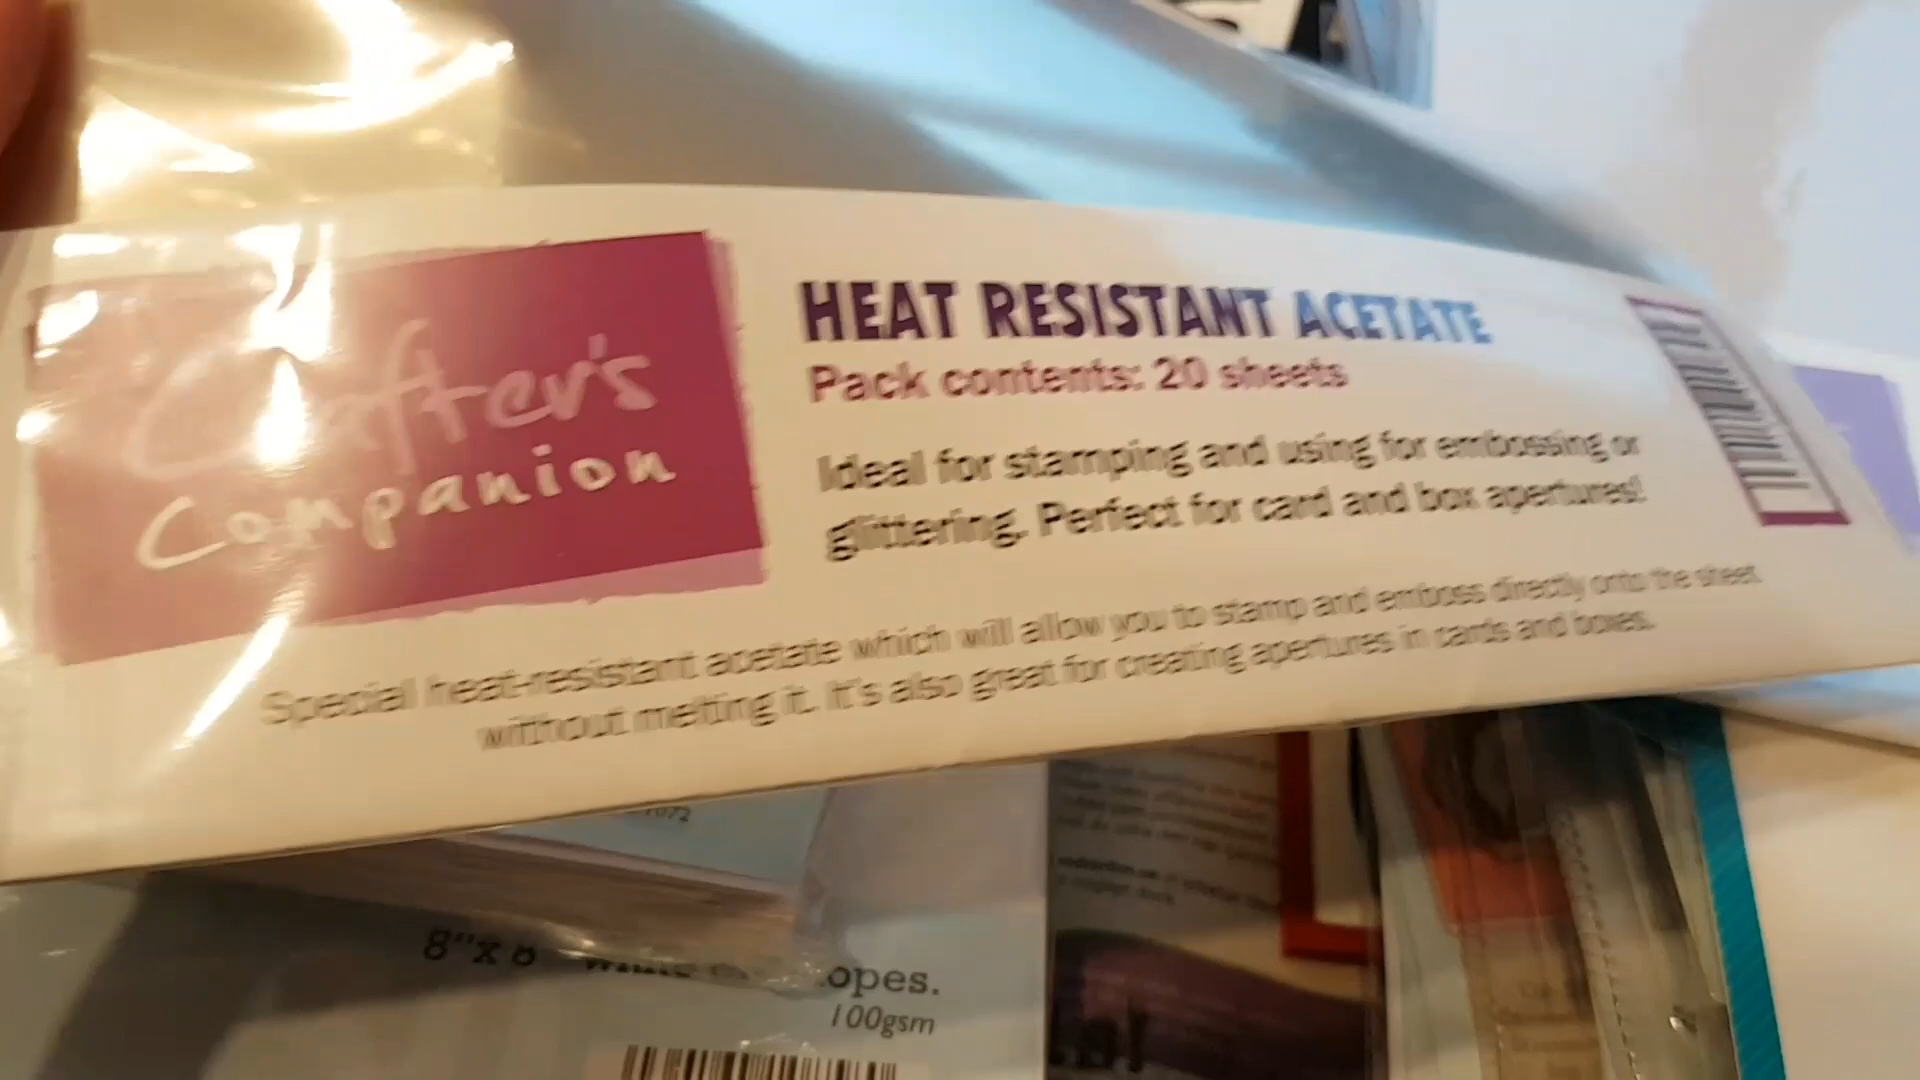 Crafter's
Companion
HEAT RESISTANT ACETATE
Pack contents: 20 sheets
Ideal for stamping and using for embossing or
glittering. Perfect for card and box apertures!
Special heat-resistant acetate which will allow you to stamp and emboss directly onto the sheet
without melting it. It's also great for creating apertures in cards and boxes.
8"x 8"
100gsm